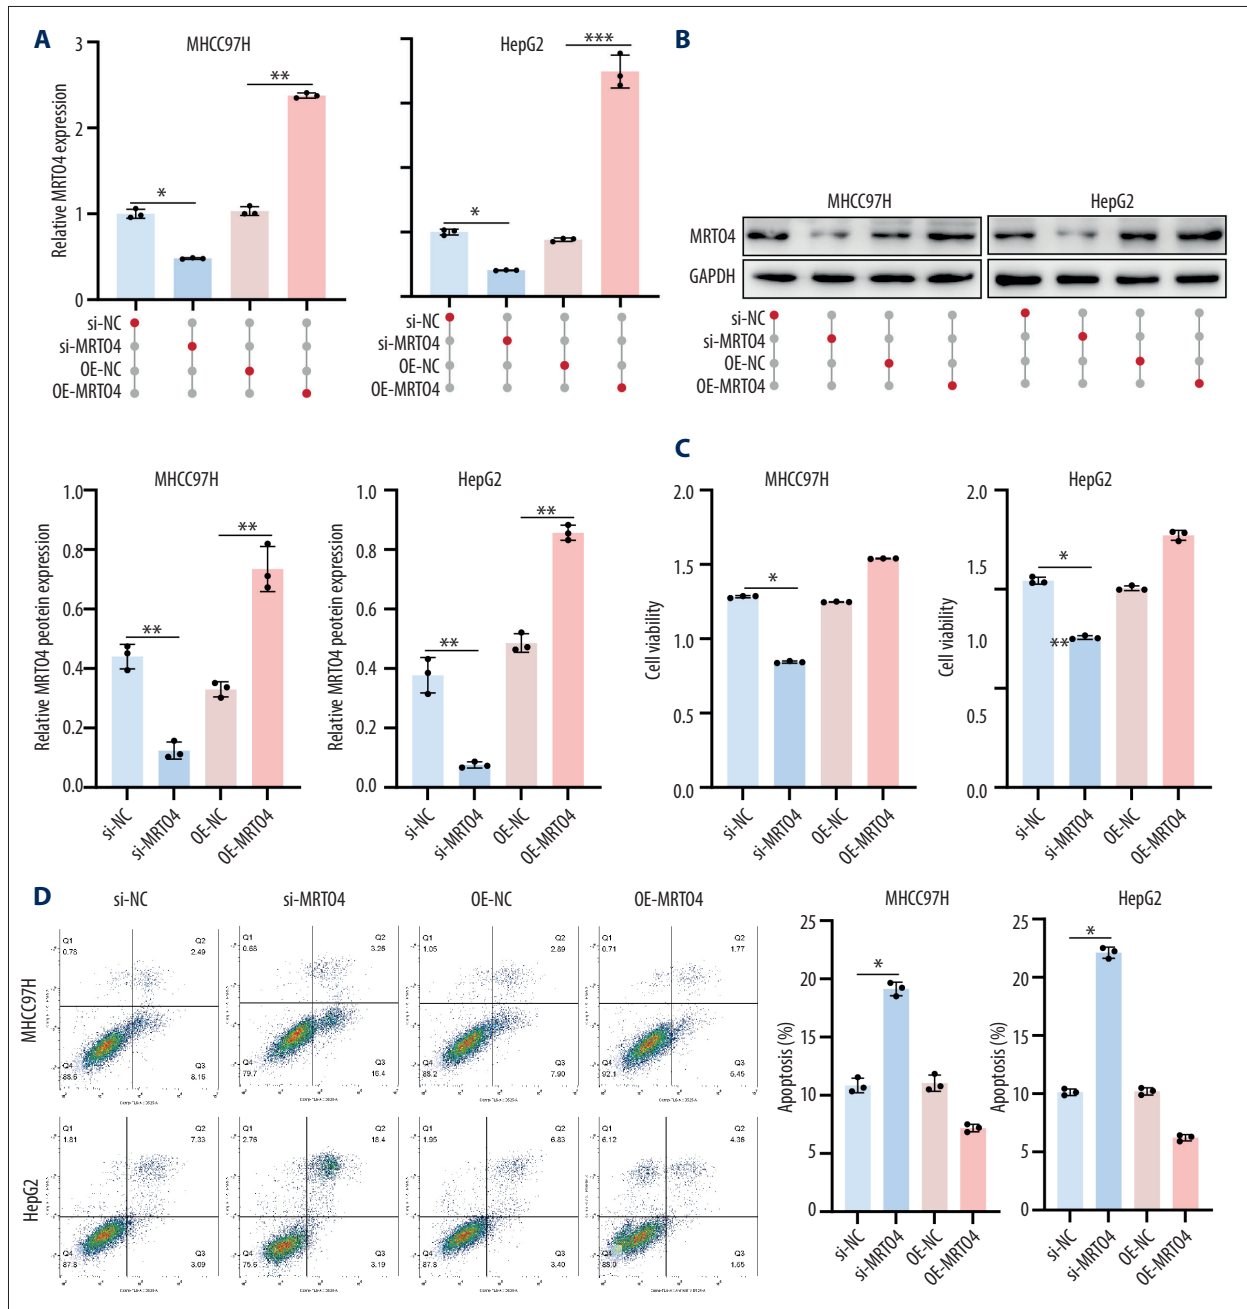 A
MHCC97H
HepG2
B
Relative MRTO4 expression
3
2
1
0
*
**
*
***
si-NC
si-MRTO4
OE-NC
OE-MRTO4
si-NC
si-MRTO4
OE-NC
OE-MRTO4
MHCC97H
HepG2
MRTO4
GAPDH
si-NC
si-MRTO4
OE-NC
OE-MRTO4
MHCC97H
Relative MRTO4 peotein expression
1.0
0.8
0.6
0.4
0.2
0.0
**
**
si-NC
si-MRTO4
OE-NC
OE-MRTO4
HepG2
Relative MRTO4 peotein expression
1.0
0.8
0.6
0.4
0.2
0.0
**
**
si-NC
si-MRTO4
OE-NC
OE-MRTO4
C
MHCC97H
Cell viability
2.0
1.5
1.0
0.5
0.0
*
si-NC
si-MRTO4
OE-NC
OE-MRTO4
HepG2
Cell viability
2.0
1.5
1.0
0.5
0.0
*
**
si-NC
si-MRTO4
OE-NC
OE-MRTO4
D
si-NC
si-MRTO4
OE-NC
OE-MRTO4
MHCC97H
Q1
0.78
Q2
2.49
Q4
88.6
Q3
8.15
Q1
0.68
Q2
3.26
Q4
79.7
Q3
16.4
Q1
1.05
Q2
2.89
Q4
88.2
Q3
7.90
Q1
0.71
Q2
1.77
Q4
92.1
Q3
5.45
HepG2
Q1
1.81
Q2
7.33
Q4
87.8
Q3
3.09
Q1
2.76
Q2
18.4
Q4
75.6
Q3
3.19
Q1
1.95
Q2
6.83
Q4
87.8
Q3
3.40
Q1
6.12
Q2
4.38
Q4
88.0
Q3
1.65
MHCC97H
Apoptosis (%)
25
20
15
10
5
0
*
si-NC
si-MRTO4
OE-NC
OE-MRTO4
HepG2
Apoptosis (%)
25
20
15
10
5
0
*
si-NC
si-MRTO4
OE-NC
OE-MRTO4